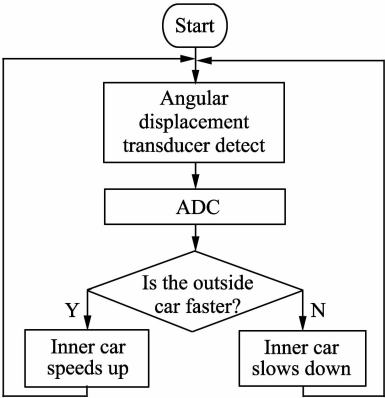 Start
Angular
displacement
transducer detect
ADC
Is the outside
car faster?
Y
N
Inner car
speeds up
Inner car
slows down